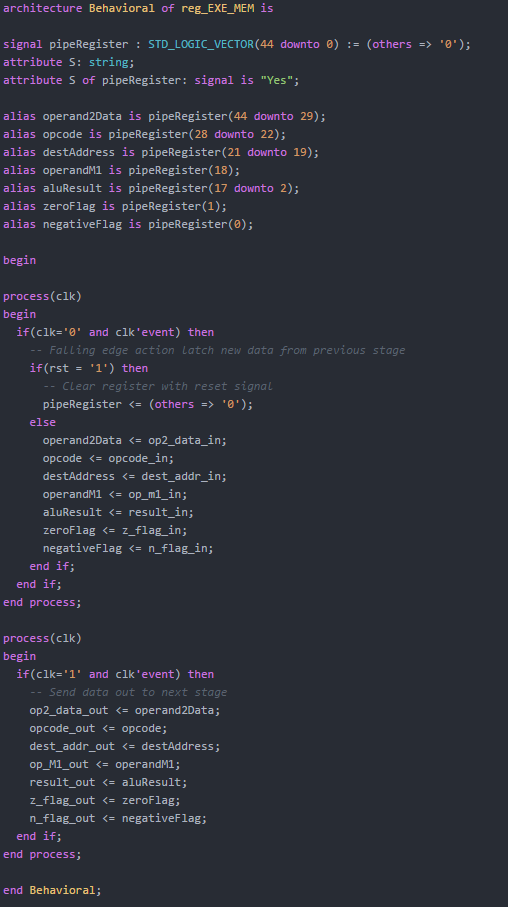 architecture Behavioral of reg_EXE_MEM is
signal pipeRegister : STD_LOGIC_VECTOR(44 downto 0) := (others => '0');
attribute S: string;
attribute S of pipeRegister: signal is "Yes";
alias operand2Data is pipeRegister(44 downto 29);
alias opcode is pipeRegister(28 downto 22);
alias destAddress is pipeRegister(21 downto 19);
alias operandM1 is pipeRegister(18);
alias aluResult is pipeRegister(17 downto 2);
alias zeroFlag is pipeRegister(1);
alias negativeFlag is pipeRegister(0);
begin
process(clk)
begin
if(clk='0' and clk'event) then
-- Falling edge action latch new data from previous stage
if(rst = '1') then
-- Clear register with reset signal
pipeRegister <= (others => '0');
else
operand2Data <= op2_data_in;
opcode <= opcode_in;
destAddress <= dest_addr_in;
operandM1 <= op_m1_in;
aluResult <= result_in;
zeroFlag <= z_flag_in;
negativeFlag <= n_flag_in;
end if;
end if;
end process;
process(clk)
begin
if(clk='1' and clk'event) then
-- Send data out to next stage
op2_data_out <= operand2Data;
opcode_out <= opcode;
dest_addr_out <= destAddress;
op_M1_out <= operandM1;
result_out <= aluResult;
z_flag_out <= zeroFlag;
n_flag_out <= negativeFlag;
end if;
end process;
end Behavioral;